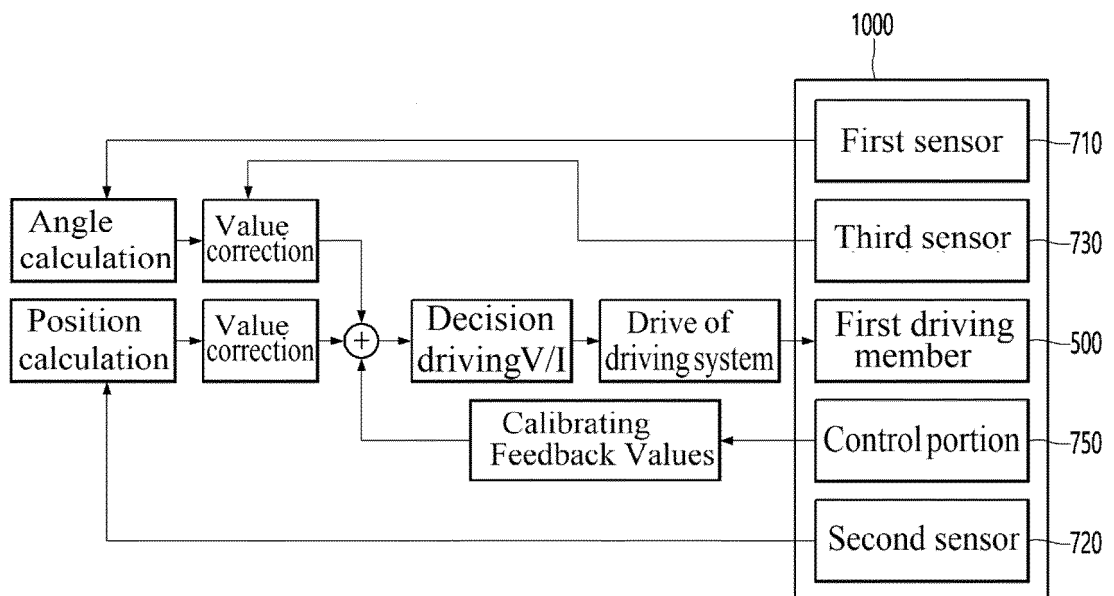 1000
First sensor
710
Angle
calculation
Value
correction
Third sensor
730
Position
calculation
Value
correction
+
Decision
drivingV/I
Drive of
driving system
First driving
member
500
Calibrating
Feedback Values
Control portion
750
Second sensor
720